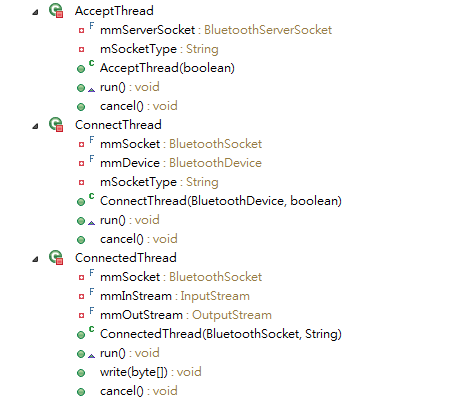 AcceptThread
F mmServerSocket : BluetoothServerSocket
mSocketType : String
C AcceptThread(boolean)
run() : void
cancel() : void
ConnectThread
F mmSocket : BluetoothSocket
F mmDevice : BluetoothDevice
mSocketType : String
C ConnectThread(BluetoothDevice, boolean)
run() : void
cancel() : void
ConnectedThread
F mmSocket : BluetoothSocket
F mmInStream : InputStream
F mmOutStream : OutputStream
C ConnectedThread(BluetoothSocket, String)
run() : void
write(byte[]) : void
cancel() : void